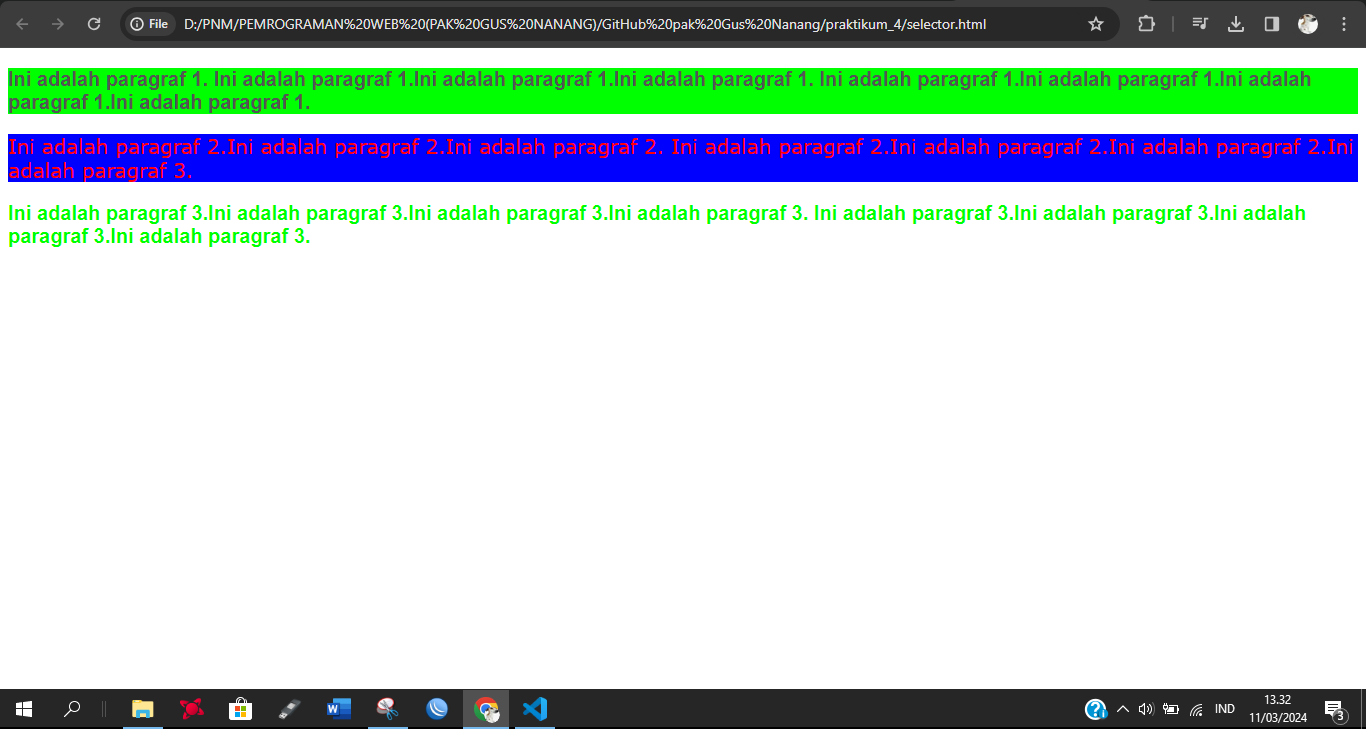 File D:/PNM/PEMROGRAMAN%20WEB%20(PAK%20GUS%20NANANG)/GitHub%20pak%20Gus%20Nanang/praktikum_4/selector.html
Ini adalah paragraf 1. Ini adalah paragraf 1.Ini adalah paragraf 1.Ini adalah paragraf 1. Ini adalah paragraf 1.Ini adalah paragraf 1.Ini adalah
paragraf 1.Ini adalah paragraf 1.
Ini adalah paragraf 2.Ini adalah paragraf 2.Ini adalah paragraf 2. Ini adalah paragraf 2.Ini adalah paragraf 2.Ini adalah paragraf 2.Ini
adalah paragraf 3.
Ini adalah paragraf 3.Ini adalah paragraf 3.Ini adalah paragraf 3.Ini adalah paragraf 3. Ini adalah paragraf 3.Ini adalah paragraf 3.Ini adalah
paragraf 3.Ini adalah paragraf 3.
IND
13.32
11/03/2024
3